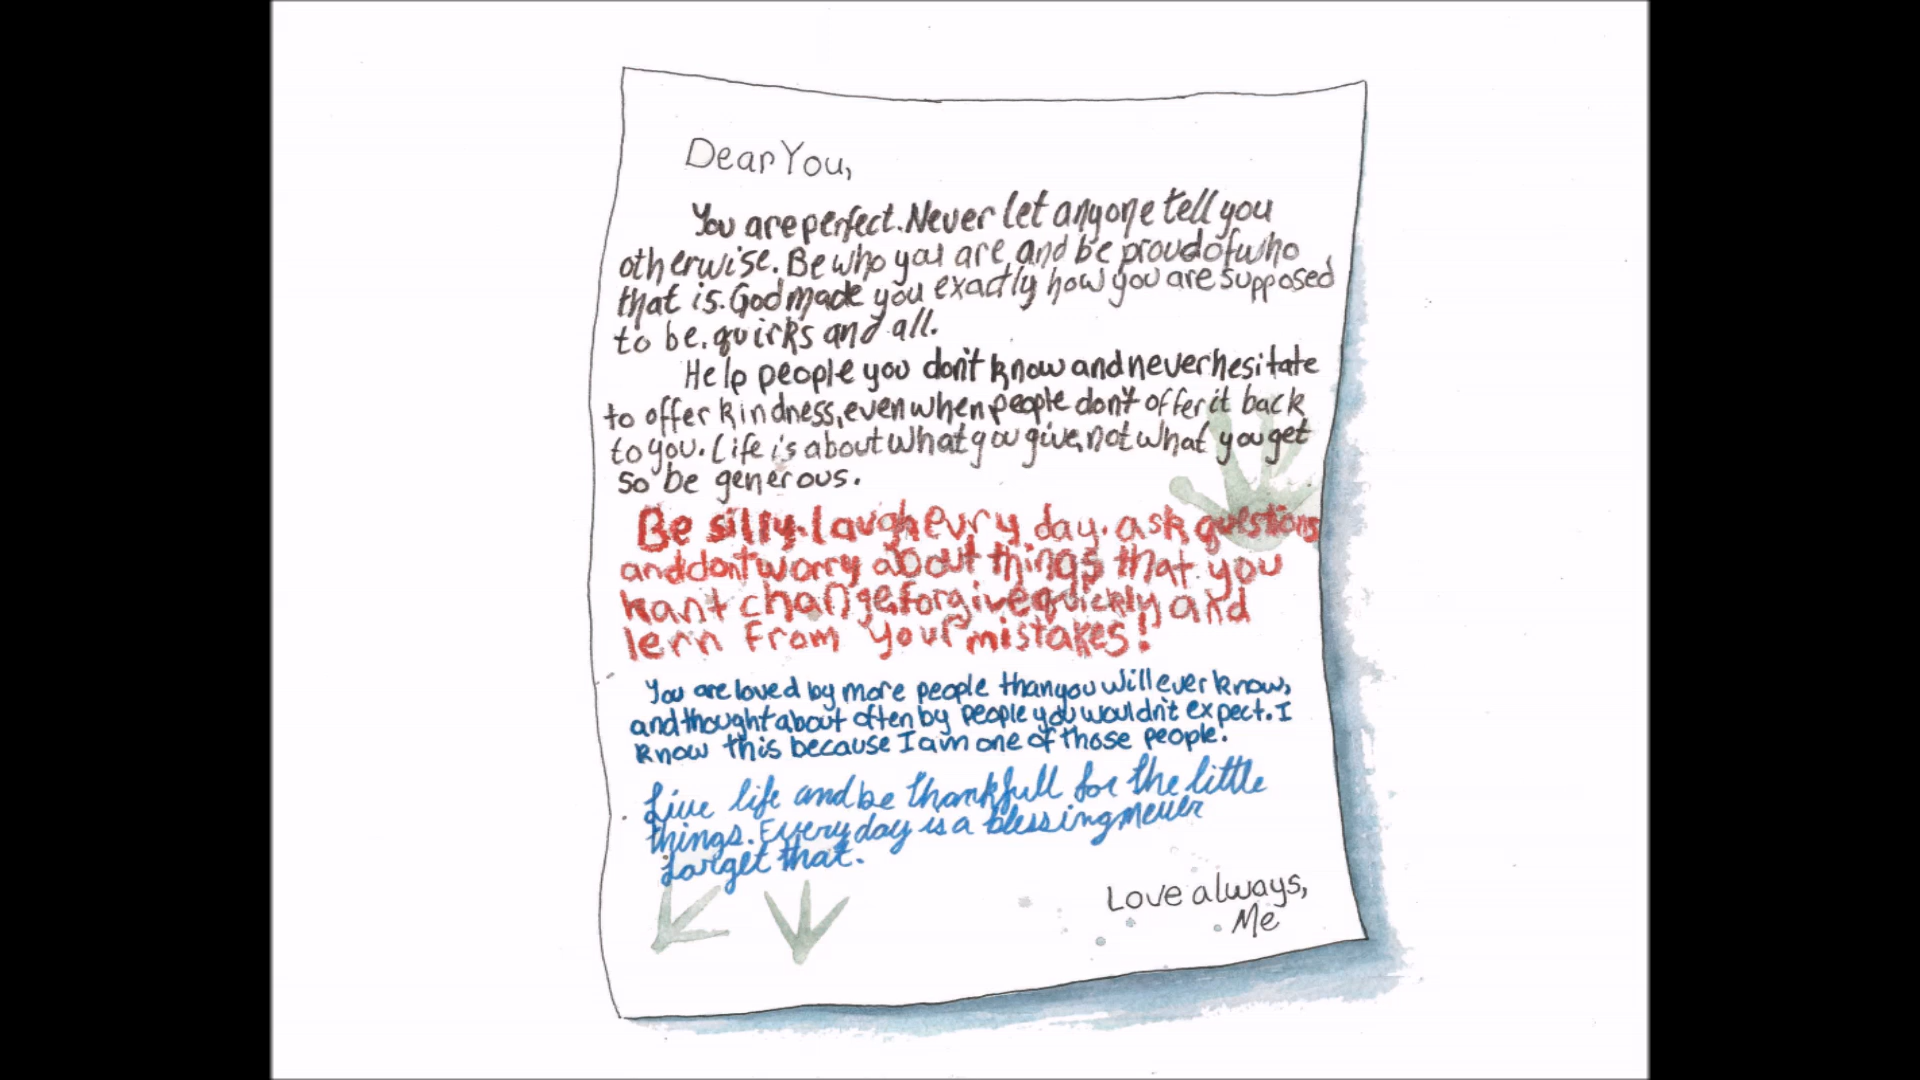 Dear You,
You are perfect. Never let anyone tell you
otherwise. Be who you are and be proud of who
that is. God made you exactly how you are supposed
to be. quirks and all.
Help people you don't know and never hesitate
to offer kindness, even when people don't offer it back
to you. Life is about what you give, not what you get
so be generous.
Be silly. laugh evry day. ask questions
and dont worry about things that you
kant change, forgive quickly and
lern from your mistakes!
You are loved by more people than you will ever know,
and thought about often by people you wouldn't expect. I
know this because I am one of those people.
Live life and be thankfull for the little
things. Every day is a blessing never
forget that.
Love always,
Me